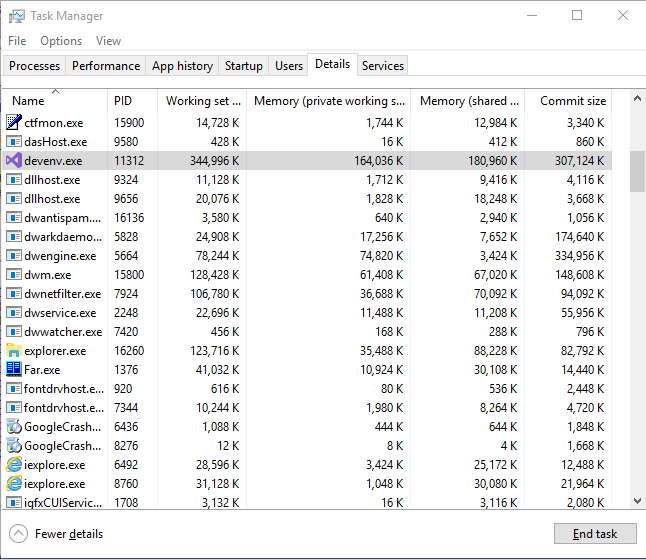 Task Manager
File Options View
Processes Performance App history Startup Users Details Services
Name PID Working set ... Memory (private working s... Memory (shared ... Commit size
ctfmon.exe 15900 14,728 K 1,744 K 12,984 K 3,340 K
dasHost.exe 9580 428 K 16 K 412 K 860 K
devenv.exe 11312 344,996 K 164,036 K 180,960 K 307,124 K
dllhost.exe 9324 11,128 K 1,712 K 9,416 K 4,116 K
dllhost.exe 9656 20,076 K 1,828 K 18,248 K 3,668 K
dwantispam.... 16136 3,580 K 640 K 2,940 K 1,056 K
dwarkdaemo... 5828 24,908 K 17,256 K 7,652 K 174,640 K
dwengine.exe 5664 78,244 K 74,820 K 3,424 K 334,956 K
dwm.exe 15800 128,428 K 61,408 K 67,020 K 148,608 K
dwnetfilter.exe 7924 106,780 K 36,688 K 70,092 K 94,092 K
dwservice.exe 2248 22,696 K 11,488 K 11,208 K 55,956 K
dwwatcher.exe 7420 456 K 168 K 288 K 796 K
explorer.exe 16260 123,716 K 35,488 K 88,228 K 82,792 K
Far.exe 1376 41,032 K 10,924 K 30,108 K 14,440 K
fontdrvhost.e... 920 616 K 80 K 536 K 2,448 K
fontdrvhost.e... 7344 10,244 K 1,980 K 8,264 K 4,720 K
GoogleCrash... 6436 1,088 K 444 K 644 K 1,848 K
GoogleCrash... 8276 12 K 8 K 4 K 1,668 K
iexplore.exe 6492 28,596 K 3,424 K 25,172 K 12,488 K
iexplore.exe 8760 31,128 K 1,048 K 30,080 K 21,964 K
igfxCUIServic... 1708 3,132 K 16 K 3,116 K 2,080 K
Fewer details End task